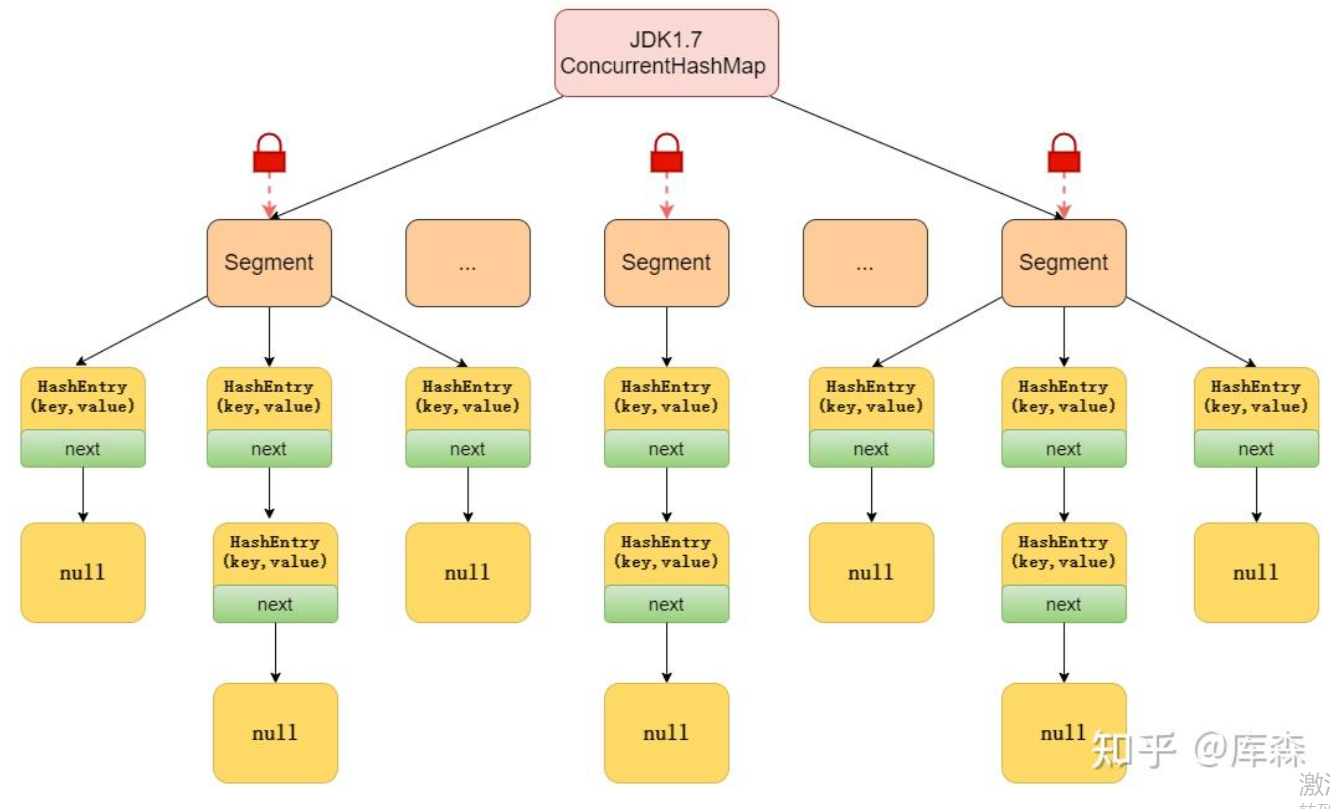 JDK1.7
ConcurrentHashMap
Segment
...
Segment
...
Segment
HashEntry
(key,value)
HashEntry
(key,value)
HashEntry
(key,value)
HashEntry
(key,value)
HashEntry
(key,value)
HashEntry
(key,value)
HashEntry
(key,value)
next
next
next
next
next
next
next
null
HashEntry
(key,value)
next
null
HashEntry
(key,value)
next
null
HashEntry
(key,value)
next
null
null
null
null
知乎 @库森
激